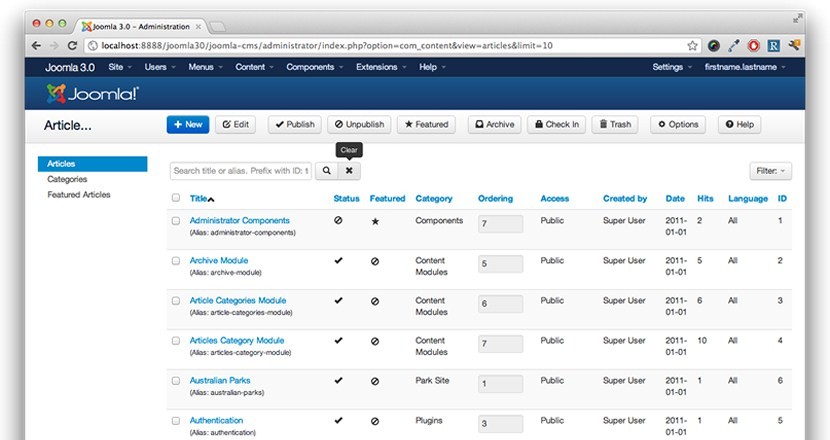 Joomla 3.0 - Administration
localhost:8888/joomla30/joomla-cms/administrator/index.php?option=com_content&view=articles&limit=10
Joomla 3.0 Site Users Menus Content Components Extensions Help Settings firstname.lastname
Joomla!
Article... New Edit Publish Unpublish Featured Archive Check In Trash Options Help
Clear
Articles
Categories
Featured Articles
Search title or alias. Prefix with ID: Filter:
Title Status Featured Category Ordering Access Created by Date Hits Language ID
Administrator Components Components 7 Public Super User 2011- 2 All 1
(Alias: administrator-components) 01-01
Archive Module Content 5 Public Super User 2011- 5 All 2
(Alias: archive-module) Modules 01-01
Article Categories Module Content 6 Public Super User 2011- 6 All 3
(Alias: article-categories-module) Modules 01-01
Articles Category Module Content 7 Public Super User 2011- 10 All 4
(Alias: articles-category-module) Modules 01-01
Australian Parks Park Site 1 Public Super User 2011- 1 All 6
(Alias: australian-parks) 01-01
Authentication Plugins 3 Public Super User 2011- 1 All 5
(Alias: authentication) 01-01